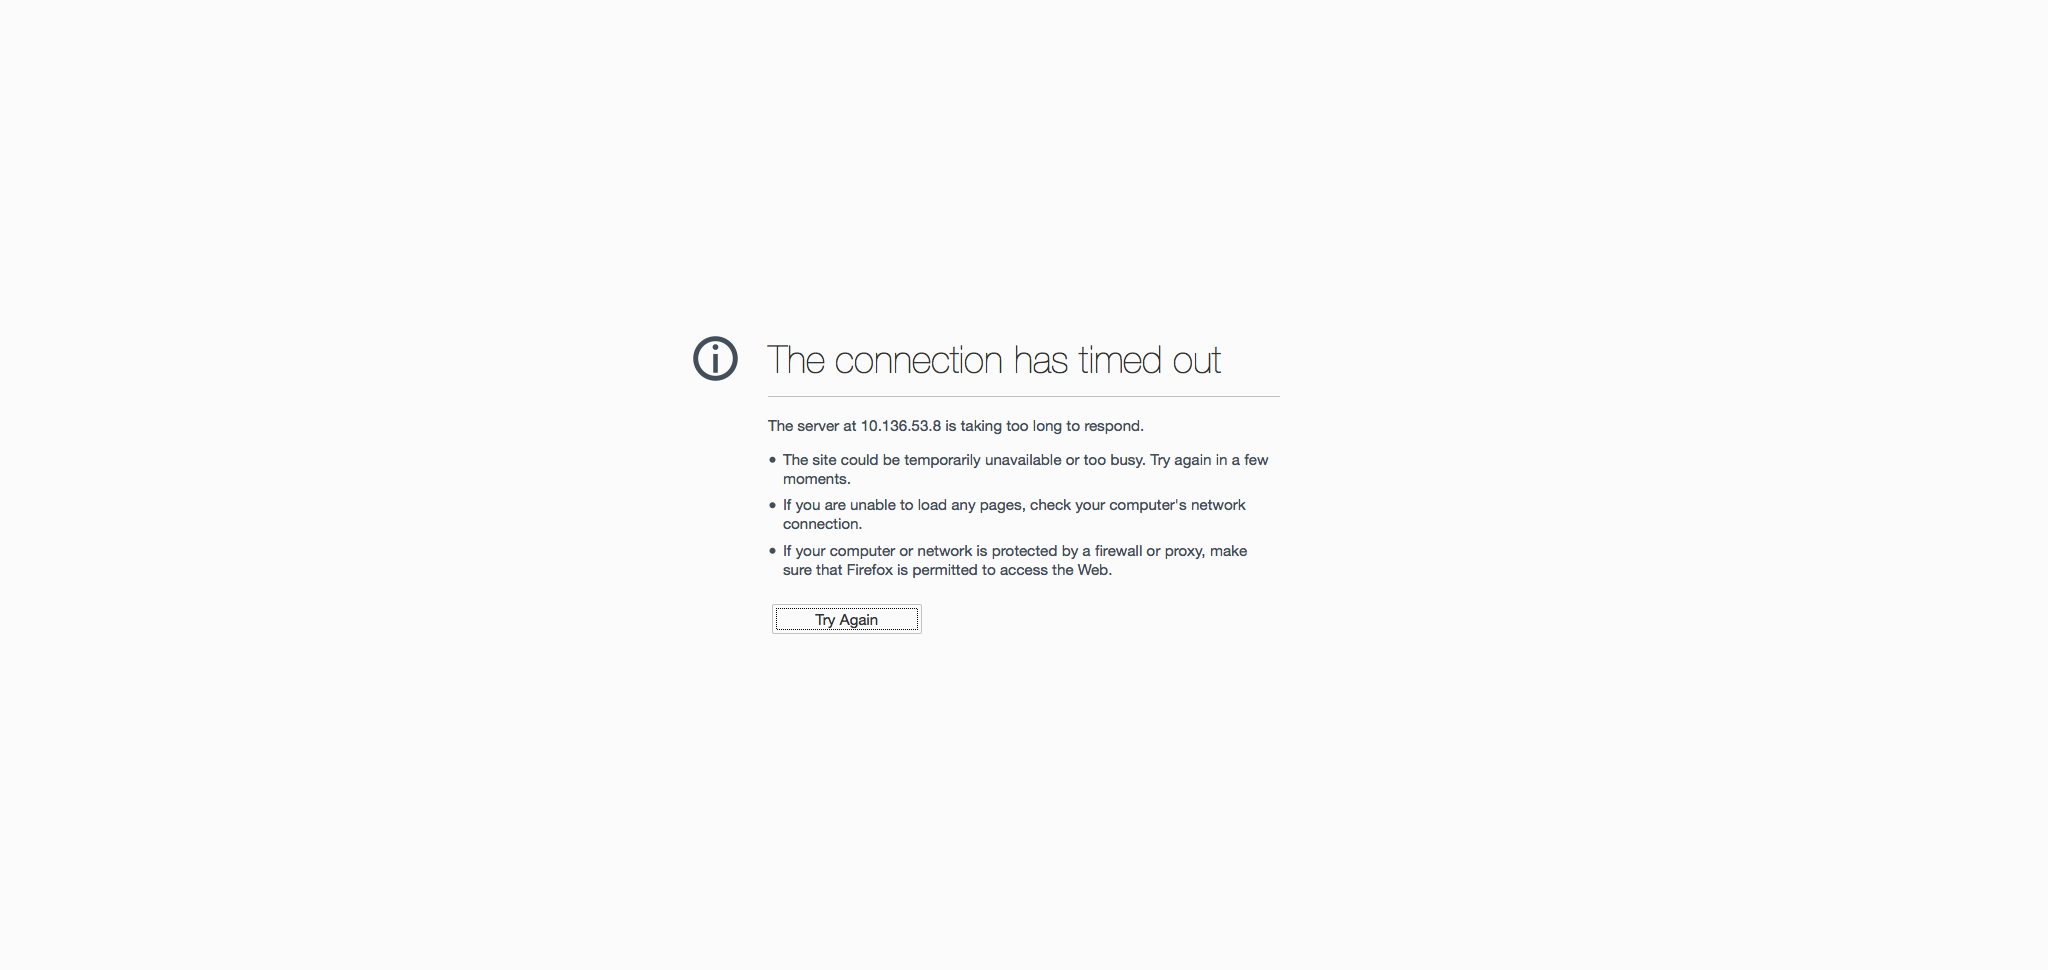 The connection has timed out
The server at 10.136.53.8 is taking too long to respond.
• The site could be temporarily unavailable or too busy. Try again in a few
moments.
• If you are unable to load any pages, check your computer's network
connection.
• If your computer or network is protected by a firewall or proxy, make
sure that Firefox is permitted to access the Web.
Try Again